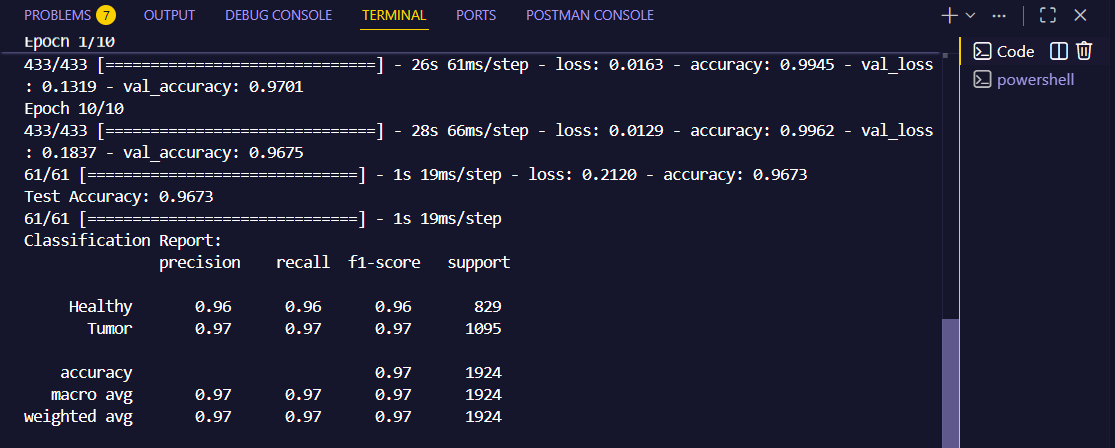 PROBLEMS 7 OUTPUT DEBUG CONSOLE TERMINAL PORTS POSTMAN CONSOLE
Epoch 1/10
433/433 [==============================] - 26s 61ms/step - loss: 0.0163 - accuracy: 0.9945 - val_loss
: 0.1319 - val_accuracy: 0.9701
Epoch 10/10
433/433 [==============================] - 28s 66ms/step - loss: 0.0129 - accuracy: 0.9962 - val_loss
: 0.1837 - val_accuracy: 0.9675
61/61 [==============================] - 1s 19ms/step - loss: 0.2120 - accuracy: 0.9673
Test Accuracy: 0.9673
61/61 [==============================] - 1s 19ms/step
Classification Report:
precision recall f1-score support
Healthy 0.96 0.96 0.96 829
Tumor 0.97 0.97 0.97 1095
accuracy 0.97 1924
macro avg 0.97 0.97 0.97 1924
weighted avg 0.97 0.97 0.97 1924
Code
powershell